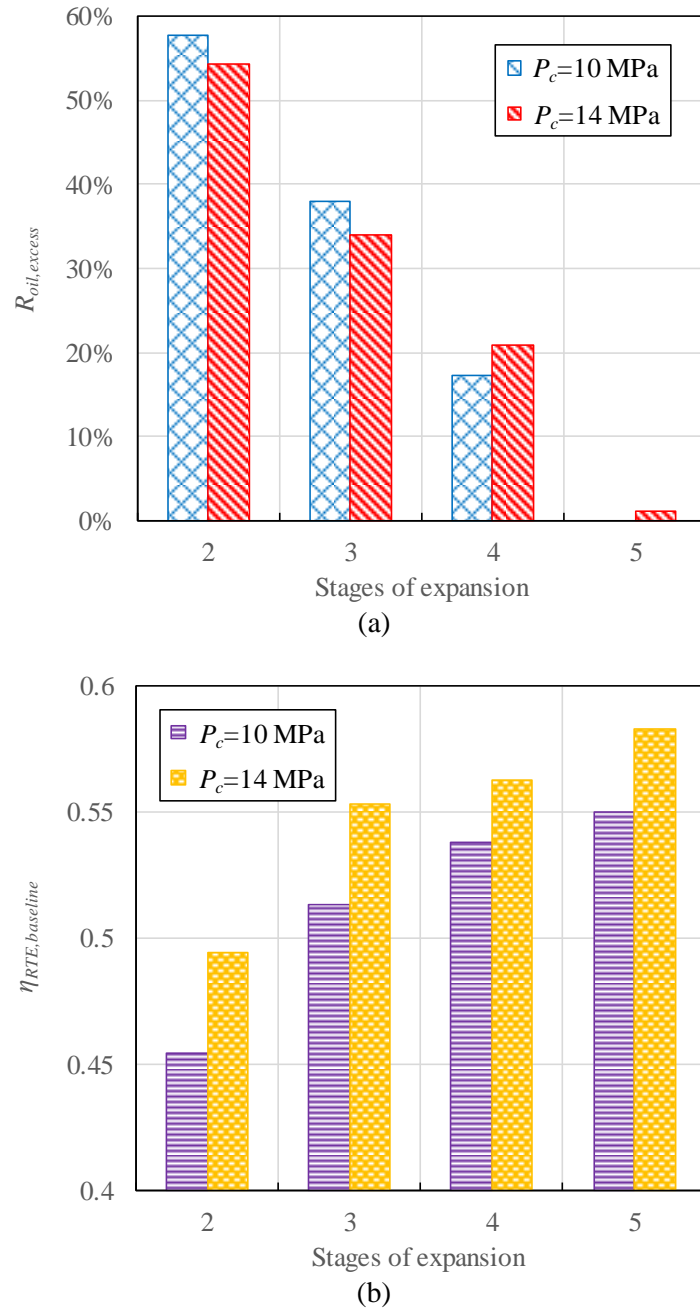 60%
50%
40%
30%
20%
10%
0%
R_oil,excess
P_c=10 MPa
P_c=14 MPa
2 3 4 5
Stages of expansion
(a)
0.6
0.55
0.5
0.45
0.4
η_RTE,baseline
P_c=10 MPa
P_c=14 MPa
2 3 4 5
Stages of expansion
(b)